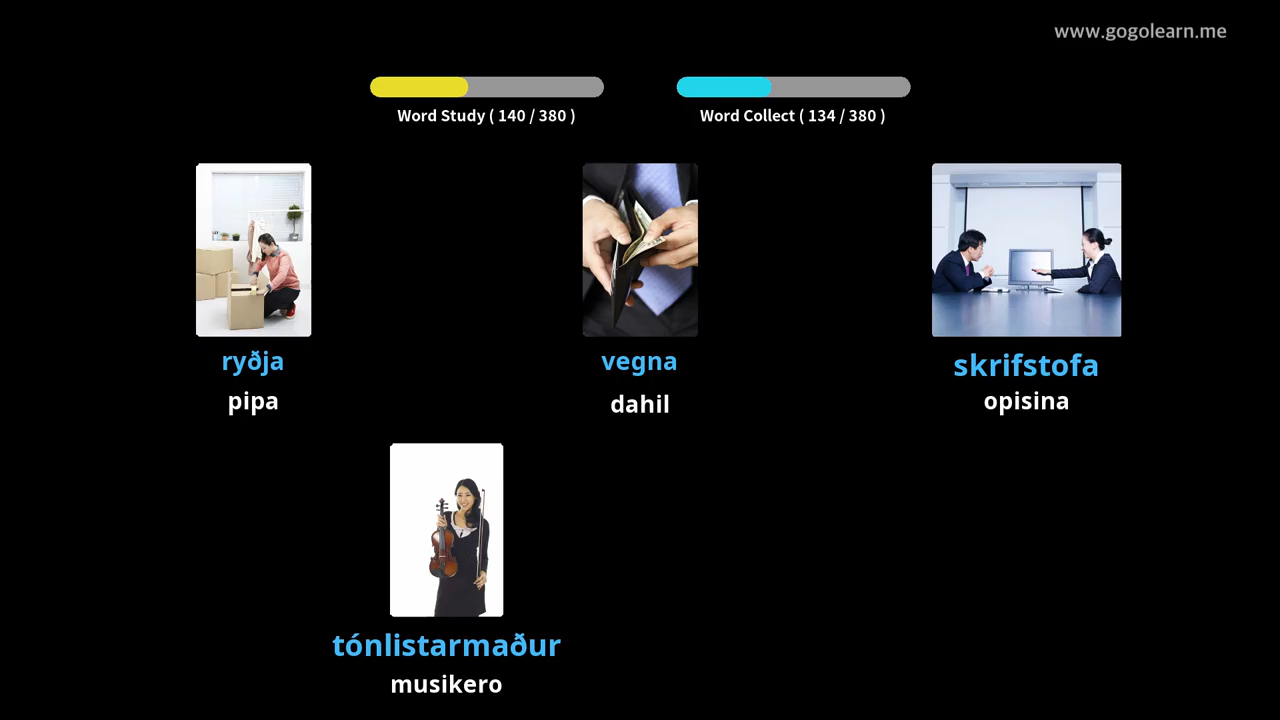 www.gogolearn.me
Word Study ( 140 / 380 )
Word Collect ( 134 / 380 )
ryðja
pipa
vegna
dahil
skrifstofa
opisina
tónlistarmaður
musikero